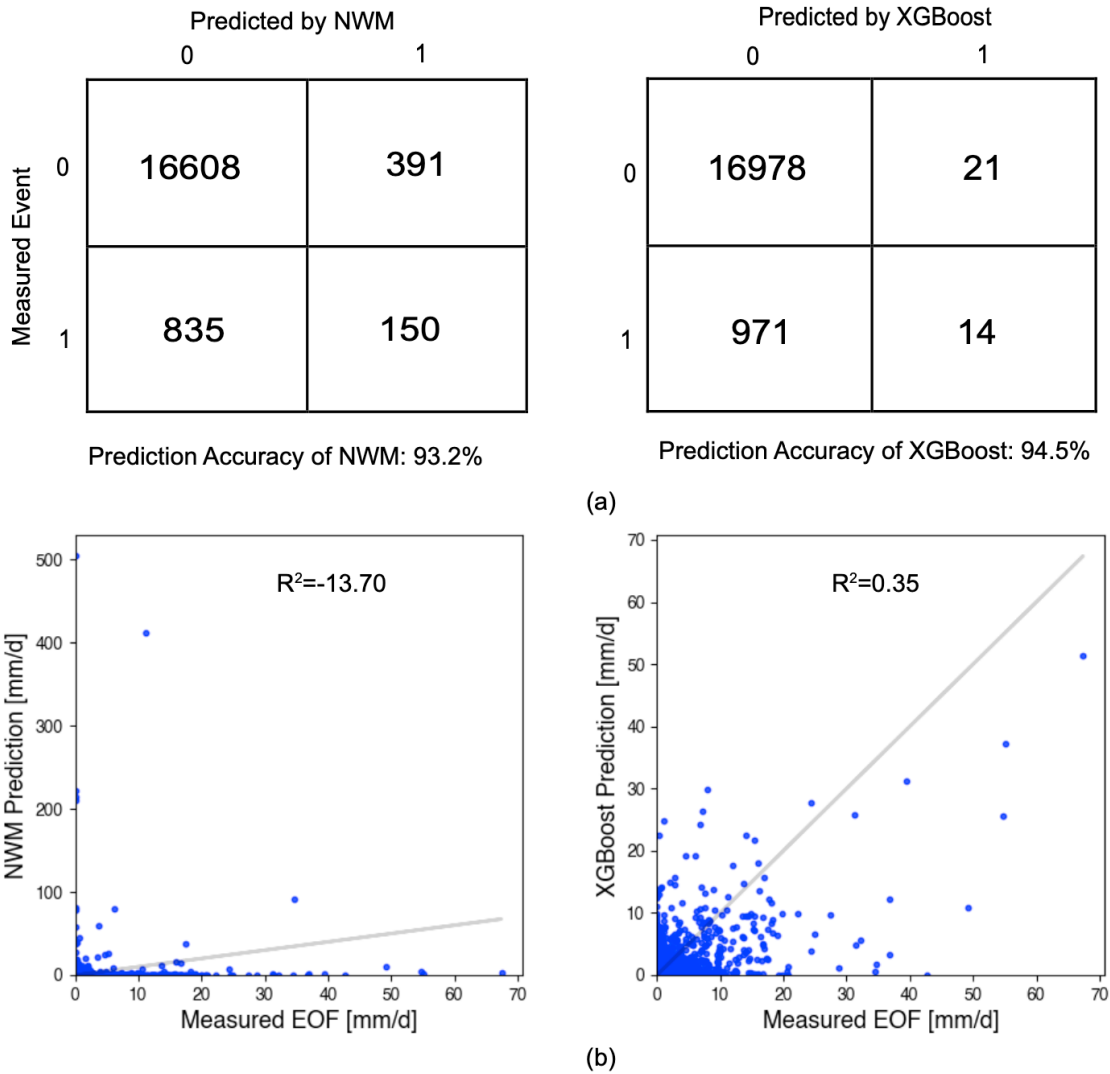 Predicted by NWM
0 1
Measured Event
0 16608 391
1 835 150
Prediction Accuracy of NWM: 93.2%
Predicted by XGBoost
0 1
0 16978 21
1 971 14
Prediction Accuracy of XGBoost: 94.5%
(a)
R²=-13.70
NWM Prediction [mm/d]
500
400
300
200
100
0
0 10 20 30 40 50 60 70
Measured EOF [mm/d]
R²=0.35
XGBoost Prediction [mm/d]
70
60
50
40
30
20
10
0
0 10 20 30 40 50 60 70
Measured EOF [mm/d]
(b)